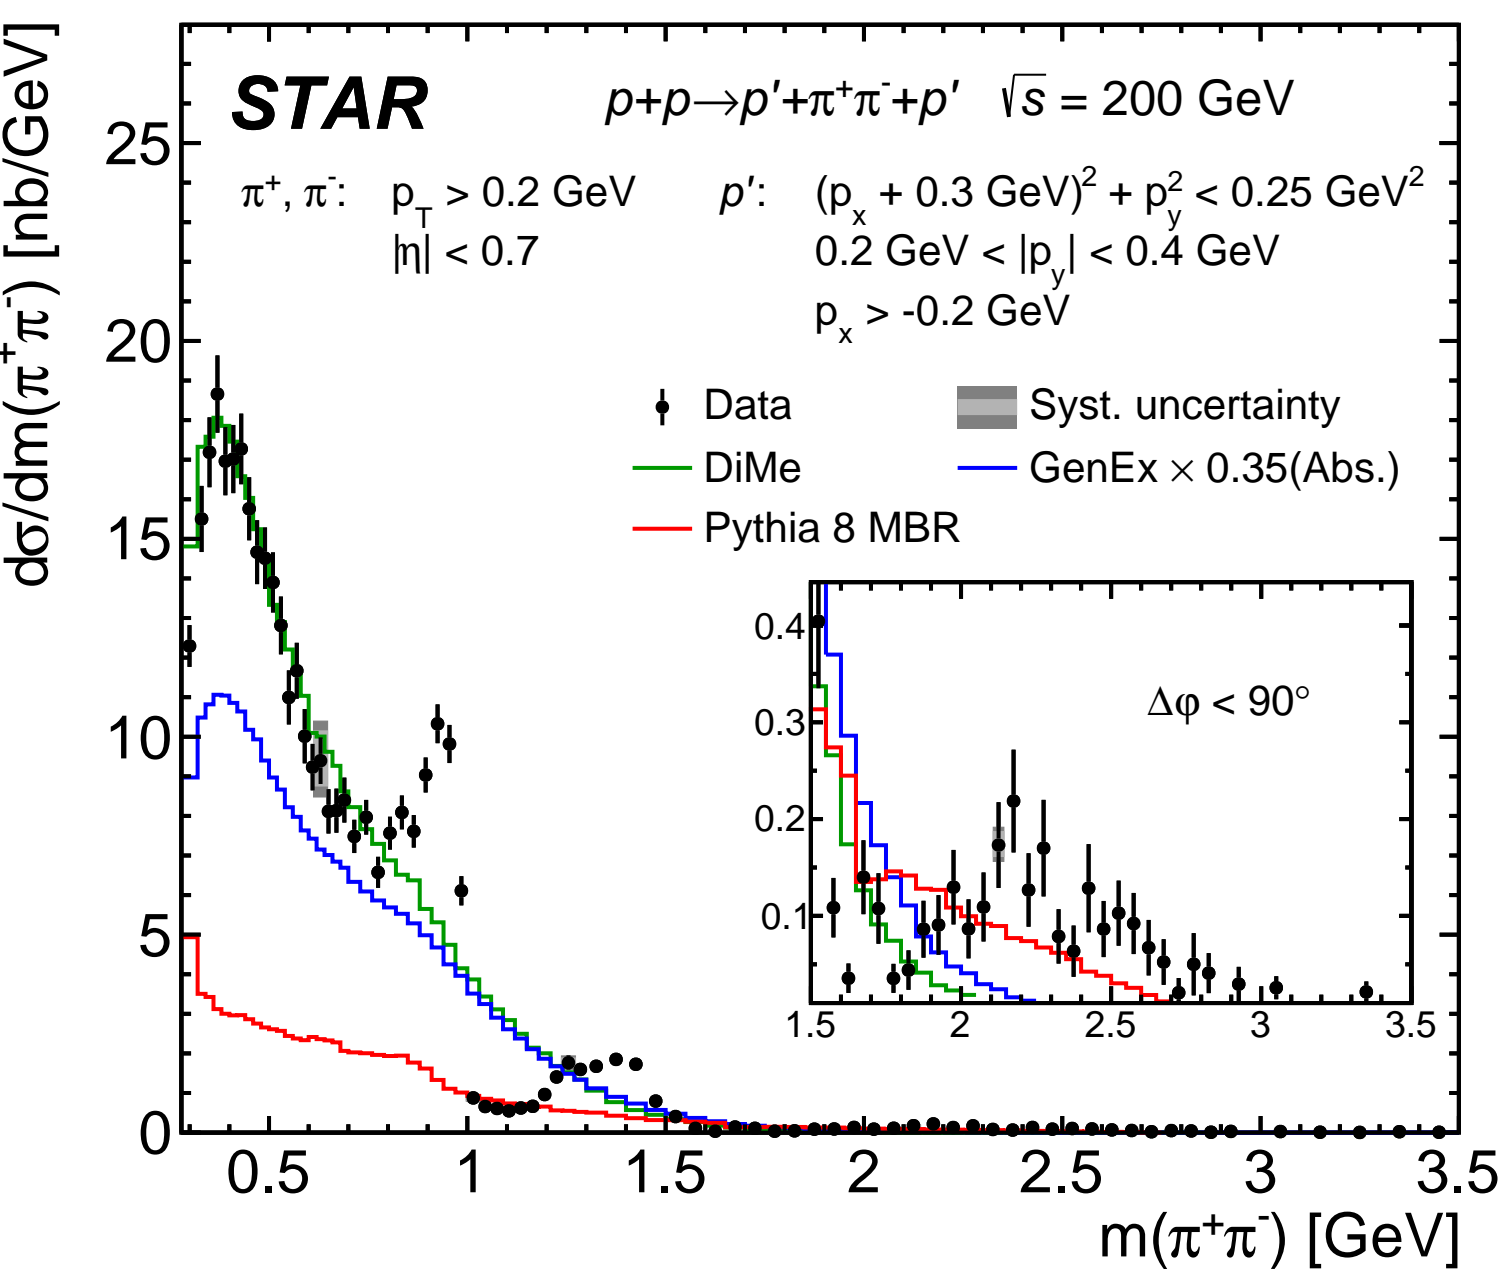 dσ/dm(π⁺π⁻) [nb/GeV]
STAR p+p→p′+π⁺π⁻+p′ √s = 200 GeV
π⁺, π⁻: p_T > 0.2 GeV p′: (p_x + 0.3 GeV)² + p_y² < 0.25 GeV²
|η| < 0.7 0.2 GeV < |p_y| < 0.4 GeV
p_x > -0.2 GeV
Data Syst. uncertainty
DiMe GenEx × 0.35(Abs.)
Pythia 8 MBR
25
20
15
10
5
0
0.5 1 1.5 2 2.5 3 3.5
m(π⁺π⁻) [GeV]
Δφ < 90°
0.4
0.3
0.2
0.1
1.5 2 2.5 3 3.5